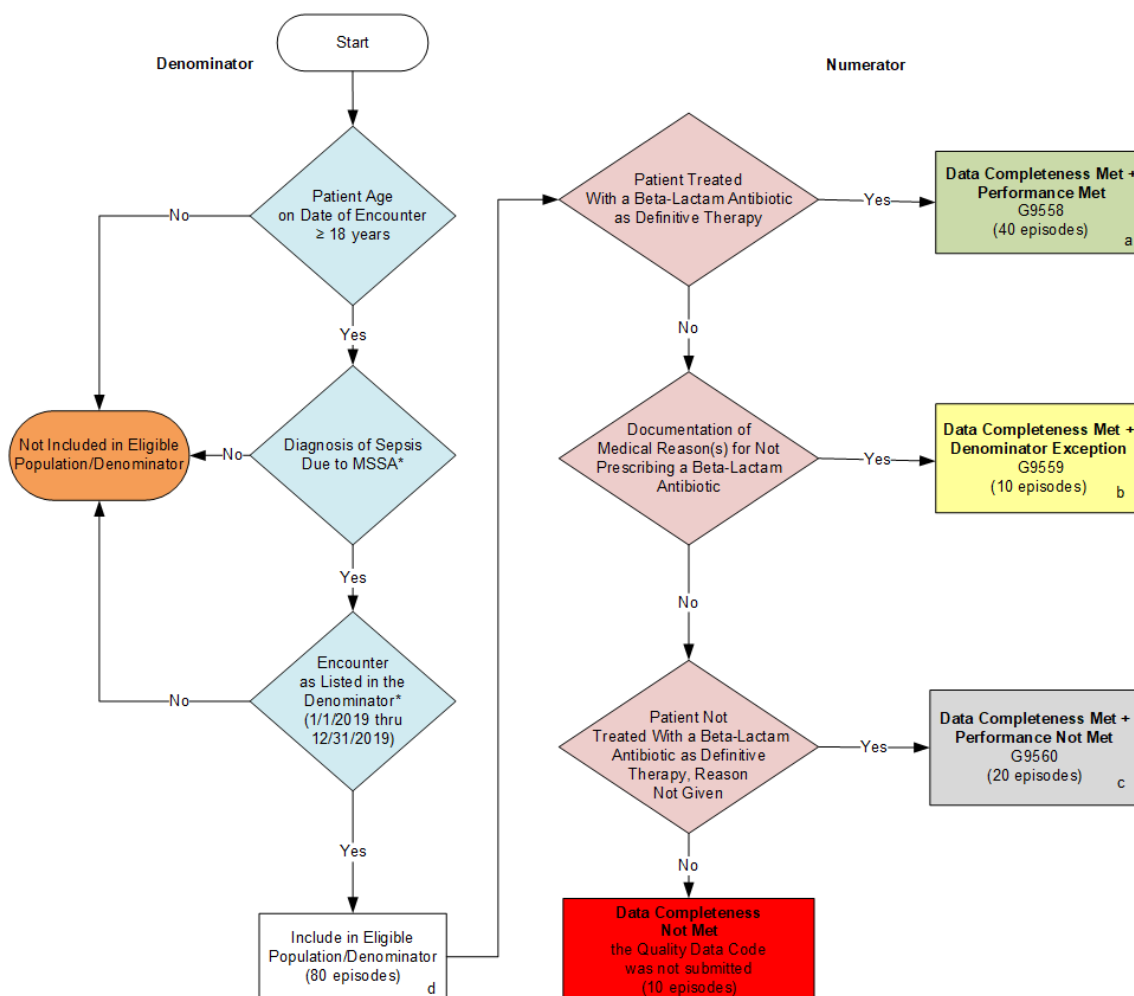 Start
Denominator
Numerator
Patient Age
on Date of Encounter
≥ 18 years
No
Yes
Diagnosis of Sepsis
Due to MSSA*
No
Not Included in Eligible
Population/Denominator
Yes
Encounter
as Listed in the
Denominator*
(1/1/2019 thru
12/31/2019)
No
Yes
Include in Eligible
Population/Denominator
(80 episodes)
d
Patient Treated
With a Beta-Lactam Antibiotic
as Definitive Therapy
Yes
Data Completeness Met +
Performance Met
G9558
(40 episodes)
a
No
Documentation of
Medical Reason(s) for Not
Prescribing a Beta-Lactam
Antibiotic
Yes
Data Completeness Met +
Denominator Exception
G9559
(10 episodes)
b
No
Patient Not
Treated With a Beta-Lactam
Antibiotic as Definitive
Therapy, Reason
Not Given
Yes
Data Completeness Met +
Performance Not Met
G9560
(20 episodes)
c
No
Data Completeness
Not Met
the Quality Data Code
was not submitted
(10 episodes)